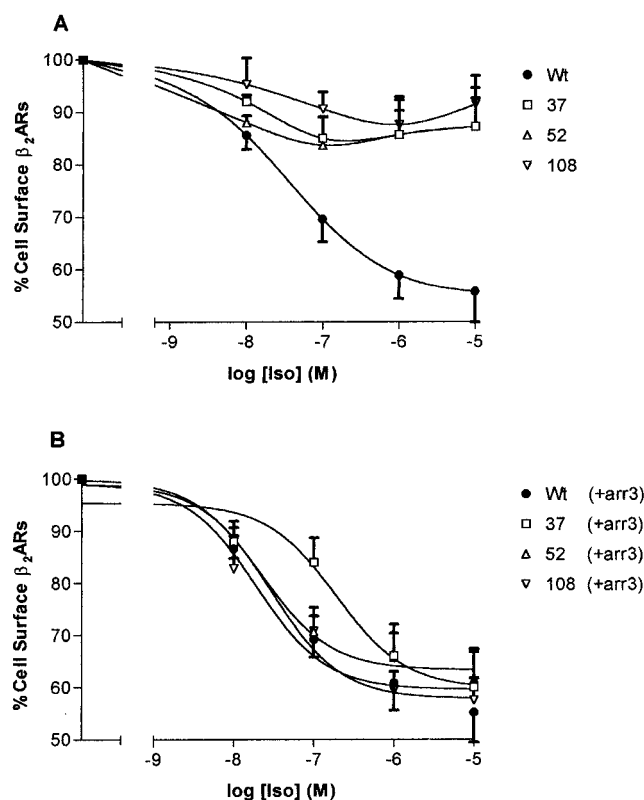 A
% Cell Surface β₂ARs
100
90
80
70
60
50
-9 -8 -7 -6 -5
log [Iso] (M)
Wt
37
52
108
B
% Cell Surface β₂ARs
100
90
80
70
60
50
-9 -8 -7 -6 -5
log [Iso] (M)
Wt (+arr3)
37 (+arr3)
52 (+arr3)
108 (+arr3)